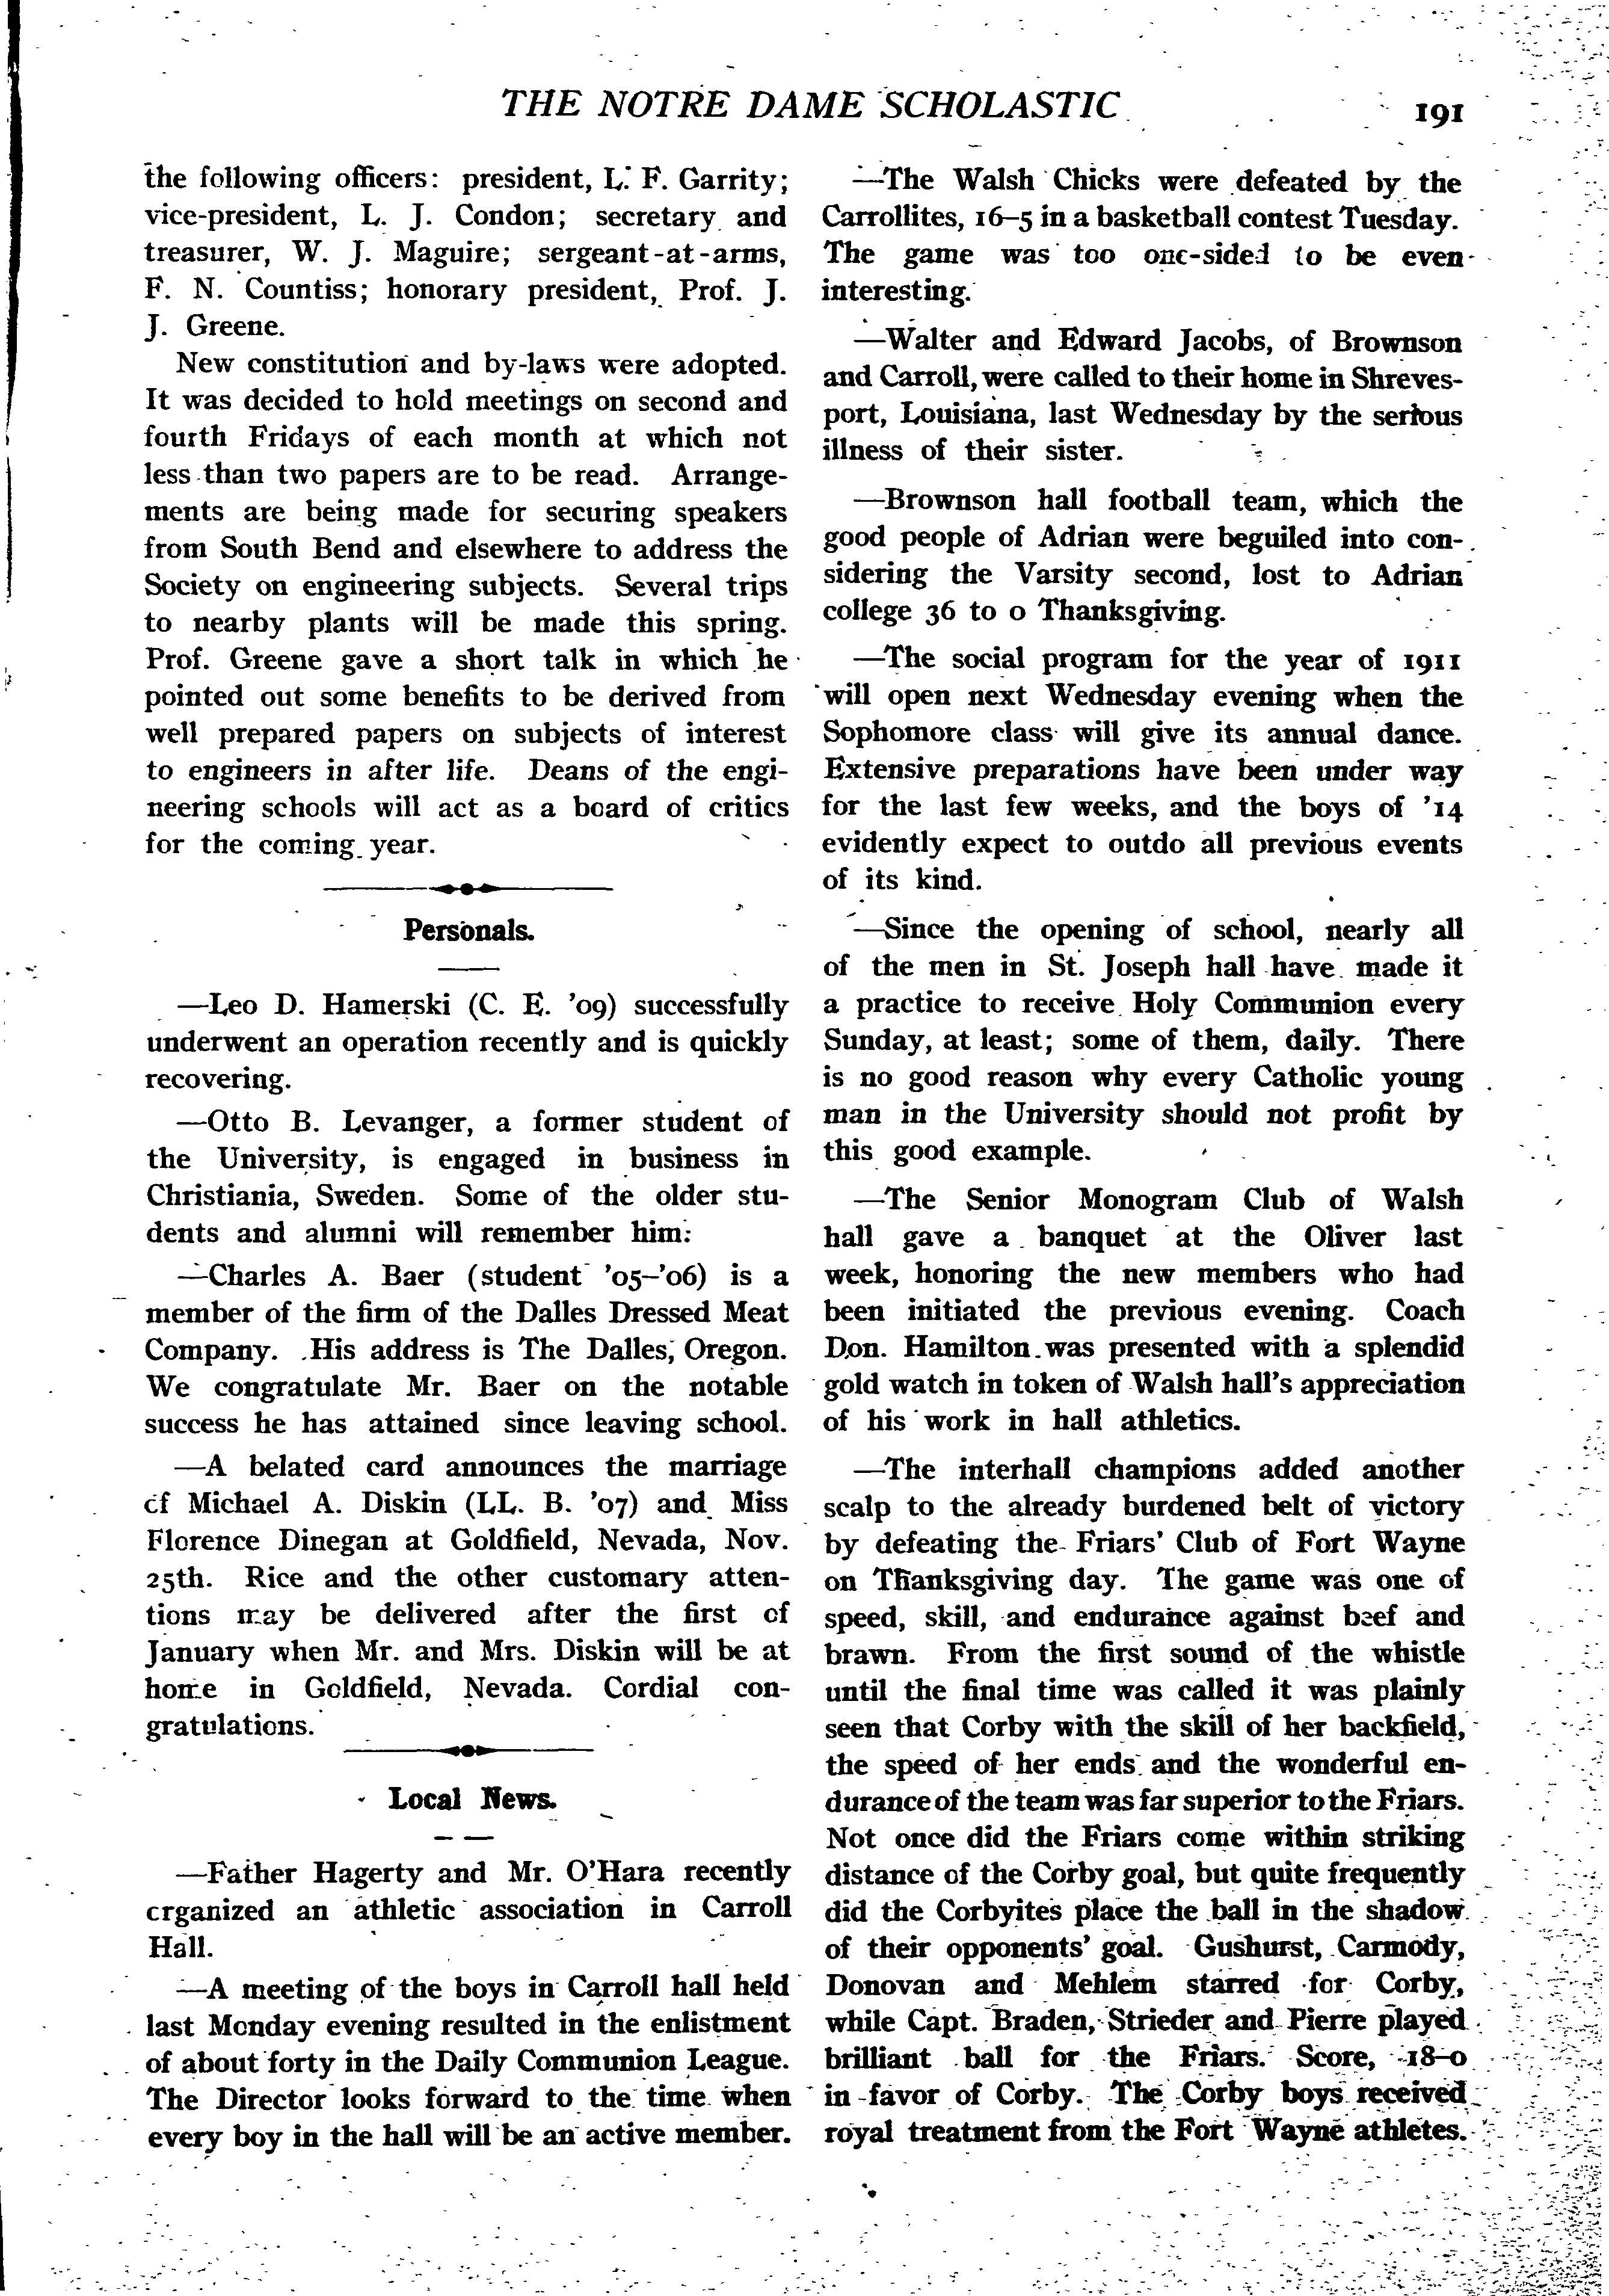 THE NOTRE DAME SCHOLASTIC 191
the following officers: president, L. F. Garrity;
vice-president, L. J. Condon; secretary and
treasurer, W. J. Maguire; sergeant-at-arms,
F. N. Countiss; honorary president, Prof. J.
J. Greene.
New constitution and by-laws were adopted.
It was decided to hold meetings on second and
fourth Fridays of each month at which not
less than two papers are to be read. Arrange-
ments are being made for securing speakers
from South Bend and elsewhere to address the
Society on engineering subjects. Several trips
to nearby plants will be made this spring.
Prof. Greene gave a short talk in which he
pointed out some benefits to be derived from
well prepared papers on subjects of interest
to engineers in after life. Deans of the engi-
neering schools will act as a board of critics
for the coming year.
Personals.
—Leo D. Hamerski (C. E. '09) successfully
underwent an operation recently and is quickly
recovering.
—Otto B. Levanger, a former student of
the University, is engaged in business in
Christiania, Sweden. Some of the older stu-
dents and alumni will remember him.
—Charles A. Baer (student '05–'06) is a
member of the firm of the Dalles Dressed Meat
Company. His address is The Dalles, Oregon.
We congratulate Mr. Baer on the notable
success he has attained since leaving school.
—A belated card announces the marriage
of Michael A. Diskin (LL. B. '07) and Miss
Florence Dinegan at Goldfield, Nevada, Nov.
25th. Rice and the other customary atten-
tions may be delivered after the first of
January when Mr. and Mrs. Diskin will be at
home in Goldfield, Nevada. Cordial con-
gratulations.
Local News.
—Father Hagerty and Mr. O'Hara recently
organized an athletic association in Carroll
Hall.
—A meeting of the boys in Carroll hall held
last Monday evening resulted in the enlistment
of about forty in the Daily Communion League.
The Director looks forward to the time when
every boy in the hall will be an active member.
—The Walsh Chicks were defeated by the
Carrollites, 16–5 in a basketball contest Tuesday.
The game was too one-sided to be even
interesting.
—Walter and Edward Jacobs, of Brownson
and Carroll, were called to their home in Shreves-
port, Louisiana, last Wednesday by the serious
illness of their sister.
—Brownson hall football team, which the
good people of Adrian were beguiled into con-
sidering the Varsity second, lost to Adrian
college 36 to 0 Thanksgiving.
—The social program for the year of 1911
will open next Wednesday evening when the
Sophomore class will give its annual dance.
Extensive preparations have been under way
for the last few weeks, and the boys of '14
evidently expect to outdo all previous events
of its kind.
—Since the opening of school, nearly all
of the men in St. Joseph hall have made it
a practice to receive Holy Communion every
Sunday, at least; some of them, daily. There
is no good reason why every Catholic young
man in the University should not profit by
this good example.
—The Senior Monogram Club of Walsh
hall gave a banquet at the Oliver last
week, honoring the new members who had
been initiated the previous evening. Coach
Don. Hamilton was presented with a splendid
gold watch in token of Walsh hall's appreciation
of his work in hall athletics.
—The interhall champions added another
scalp to the already burdened belt of victory
by defeating the Friars' Club of Fort Wayne
on Thanksgiving day. The game was one of
speed, skill, and endurance against beef and
brawn. From the first sound of the whistle
until the final time was called it was plainly
seen that Corby with the skill of her backfield,
the speed of her ends and the wonderful en-
durance of the team was far superior to the Friars.
Not once did the Friars come within striking
distance of the Corby goal, but quite frequently
did the Corbyites place the ball in the shadow
of their opponents' goal. Gushurst, Carmody,
Donovan and Mehlem starred for Corby,
while Capt. Braden, Strieder and Pierre played
brilliant ball for the Friars. Score, 18–0
in favor of Corby. The Corby boys received
royal treatment from the Fort Wayne athletes.